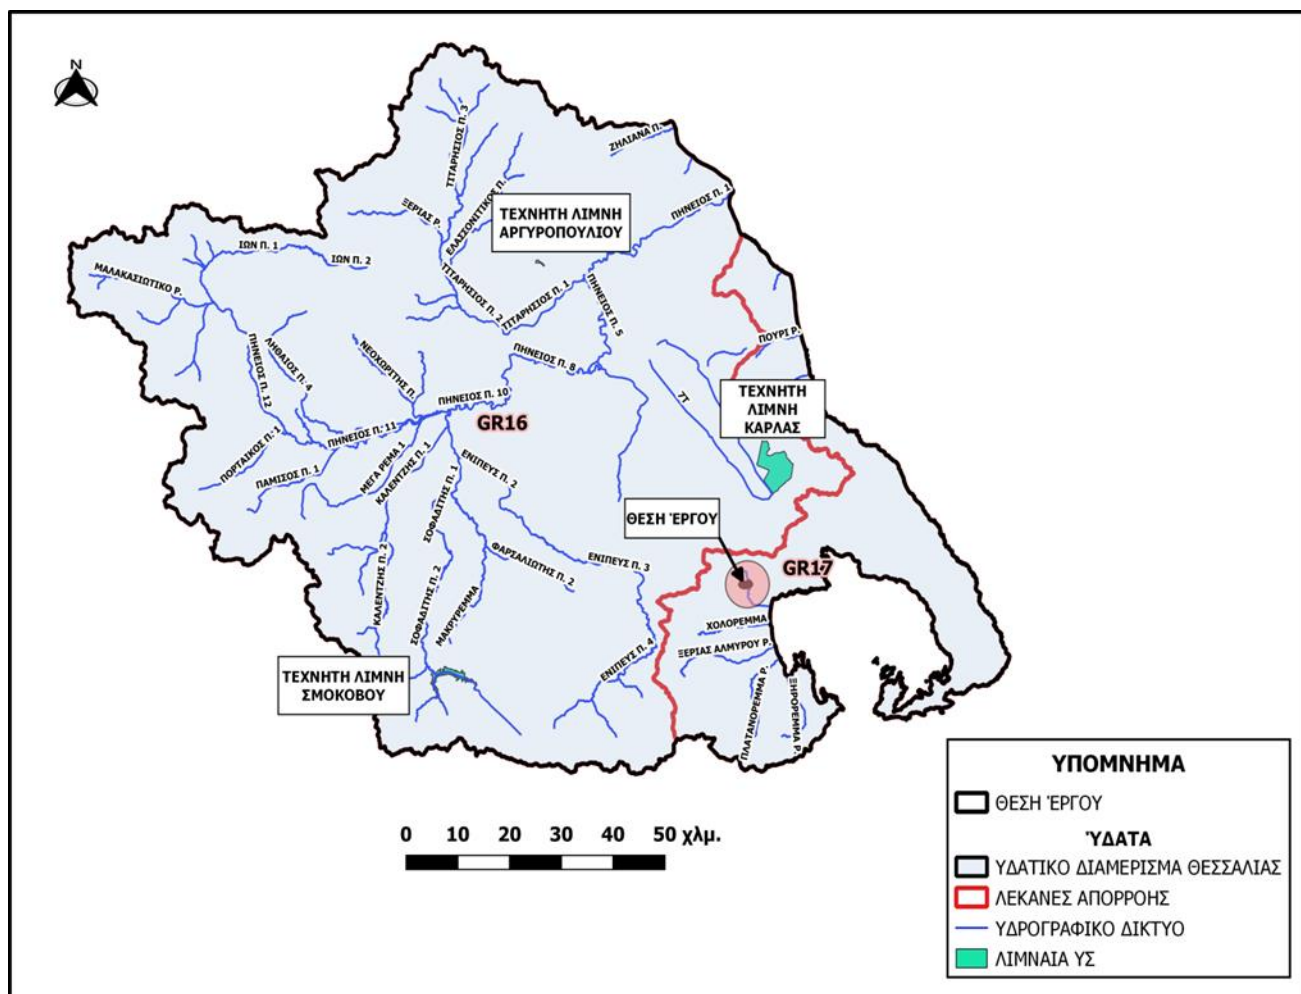 N
ΤΙΤΑΡΗΣΙΟΣ Π. 3
ΖΗΛΙΑΝΑ Π.
ΞΕΡΙΑΣ Ρ.
ΕΛΑΣΣΟΝΙΤΙΚΟΣ Π.
ΤΕΧΝΗΤΗ ΛΙΜΝΗ
ΑΡΓΥΡΟΠΟΥΛΙΟΥ
ΠΗΝΕΙΟΣ Π. 1
ΙΩΝ Π. 1
ΙΩΝ Π. 2
ΜΑΛΑΚΑΣΙΩΤΙΚΟ Ρ.
ΤΙΤΑΡΗΣΙΟΣ Π. 2
ΤΙΤΑΡΗΣΙΟΣ Π. 1
ΠΗΝΕΙΟΣ Π. 5
ΠΟΥΡΙ Ρ.
ΠΗΝΕΙΟΣ Π. 12
ΛΗΘΑΙΟΣ Π. 4
ΝΕΟΧΩΡΙΤΗΣ Π.
ΠΗΝΕΙΟΣ Π. 8
7Τ
ΤΕΧΝΗΤΗ
ΛΙΜΝΗ
ΚΑΡΛΑΣ
ΠΗΝΕΙΟΣ Π. 10
GR16
ΠΗΝΕΙΟΣ Π. 11
ΠΟΡΤΑΙΚΟΣ Π. 1
ΠΑΜΙΣΟΣ Π. 1
ΜΕΓΑ ΡΕΜΑ 1
ΚΑΛΕΝΤΖΗΣ Π. 1
ΣΟΦΑΔΙΤΗΣ Π. 1
ΕΝΙΠΕΥΣ Π. 2
ΘΕΣΗ ΈΡΓΟΥ
ΚΑΛΕΝΤΖΗΣ Π. 2
ΣΟΦΑΔΙΤΗΣ Π. 2
ΜΑΚΡΥΡΕΜΜΑ
ΦΑΡΣΑΛΙΩΤΗΣ Π. 2
ΕΝΙΠΕΥΣ Π. 3
GR17
ΧΟΛΟΡΕΜΜΑ
ΞΕΡΙΑΣ ΑΛΜΥΡΟΥ Ρ.
ΕΝΙΠΕΥΣ Π. 4
ΠΛΑΤΑΝΟΡΕΜΜΑ Ρ.
ΞΗΡΟΡΕΜΜΑ Ρ.
ΤΕΧΝΗΤΗ ΛΙΜΝΗ
ΣΜΟΚΟΒΟΥ
0 10 20 30 40 50 χλμ.
ΥΠΟΜΝΗΜΑ
ΘΕΣΗ ΈΡΓΟΥ
ΎΔΑΤΑ
ΥΔΑΤΙΚΟ ΔΙΑΜΕΡΙΣΜΑ ΘΕΣΣΑΛΙΑΣ
ΛΕΚΑΝΕΣ ΑΠΟΡΡΟΗΣ
ΥΔΡΟΓΡΑΦΙΚΟ ΔΙΚΤΥΟ
ΛΙΜΝΑΙΑ ΥΣ